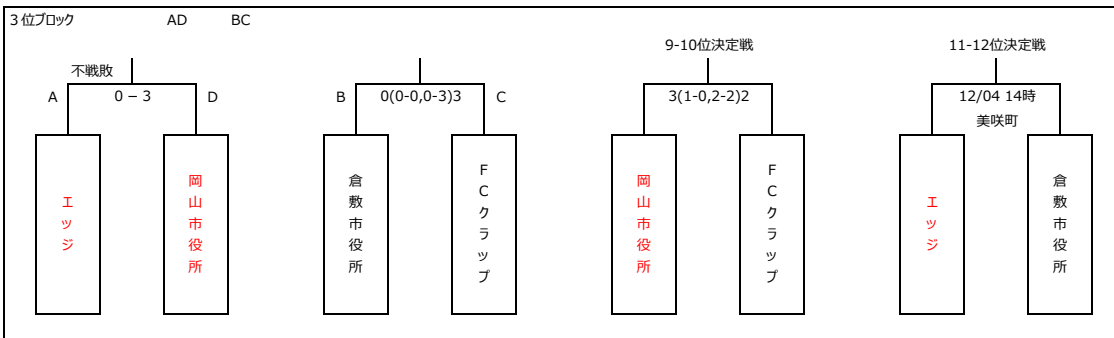 3位ブロック AD BC
9-10位決定戦 11-12位決定戦
不戦敗
A 0－3 D B 0(0-0,0-3)3 C 3(1-0,2-2)2 12/04 14時
美咲町
エッジ
岡山市役所
倉敷市役所
FCクラップ
岡山市役所
FCクラップ
エッジ
倉敷市役所